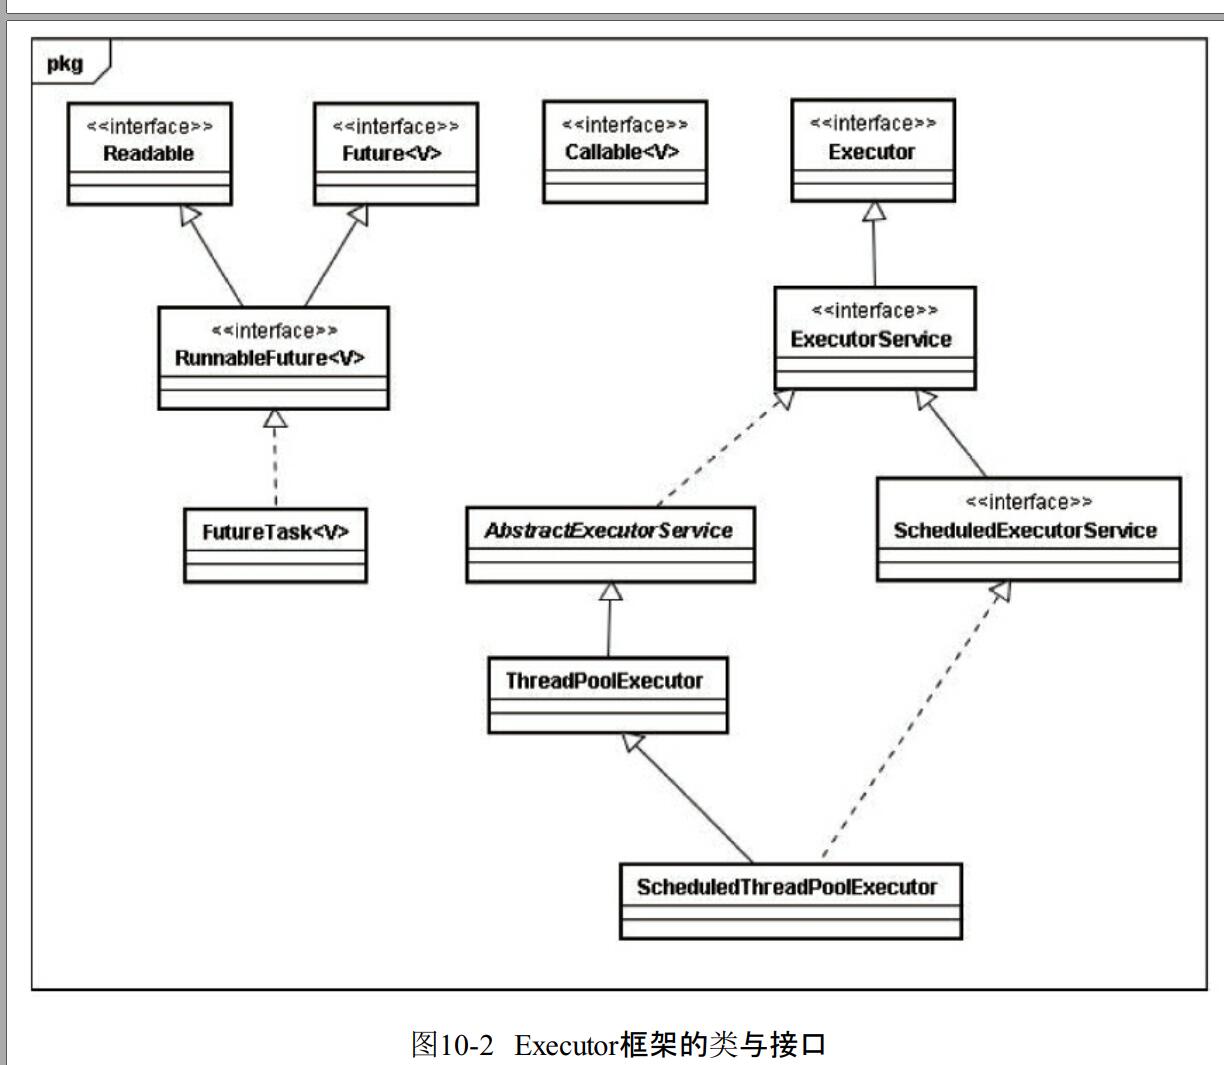 pkg
<<interface>>
Readable
<<interface>>
Future<V>
<<interface>>
Callable<V>
<<interface>>
Executor
<<interface>>
RunnableFuture<V>
<<interface>>
ExecutorService
FutureTask<V>
AbstractExecutorService
<<interface>>
ScheduledExecutorService
ThreadPoolExecutor
ScheduledThreadPoolExecutor
图10-2 Executor框架的类与接口